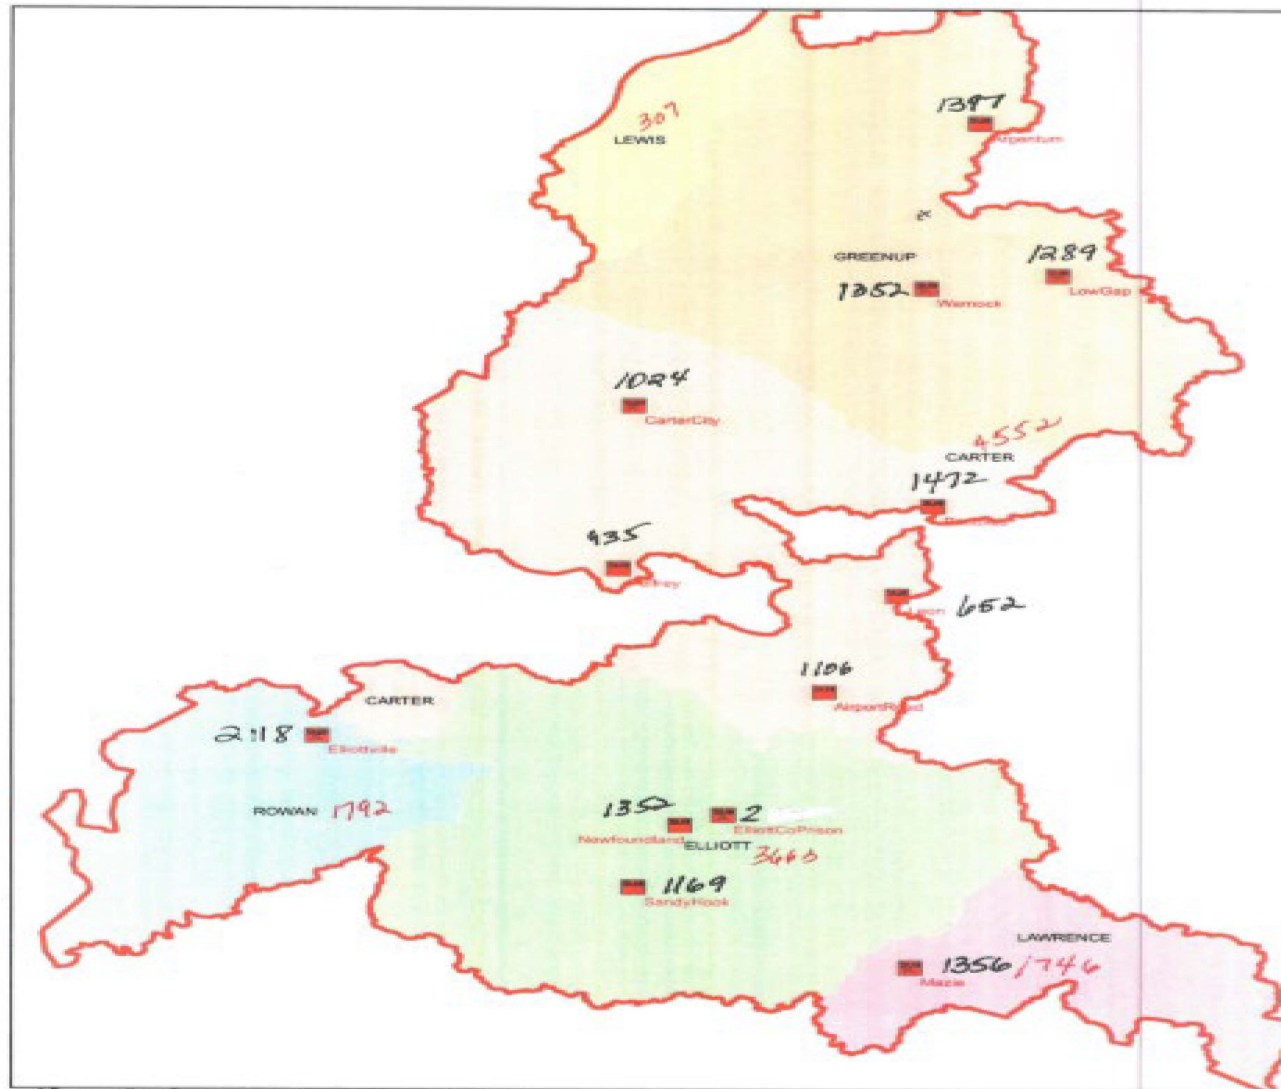 1397
Argentum
307
LEWIS
x
GREENUP
1289
LowGap
1352
Warnock
1024
CarterCity
4552
CARTER
1472
935
Leon 652
1106
AirportRoad
CARTER
2118
Elliottville
ROWAN 1792
1352
Newfoundland
2
ElliottCoPrison
ELLIOTT
1169
SandyHook
LAWRENCE
1356 1746
Mazie